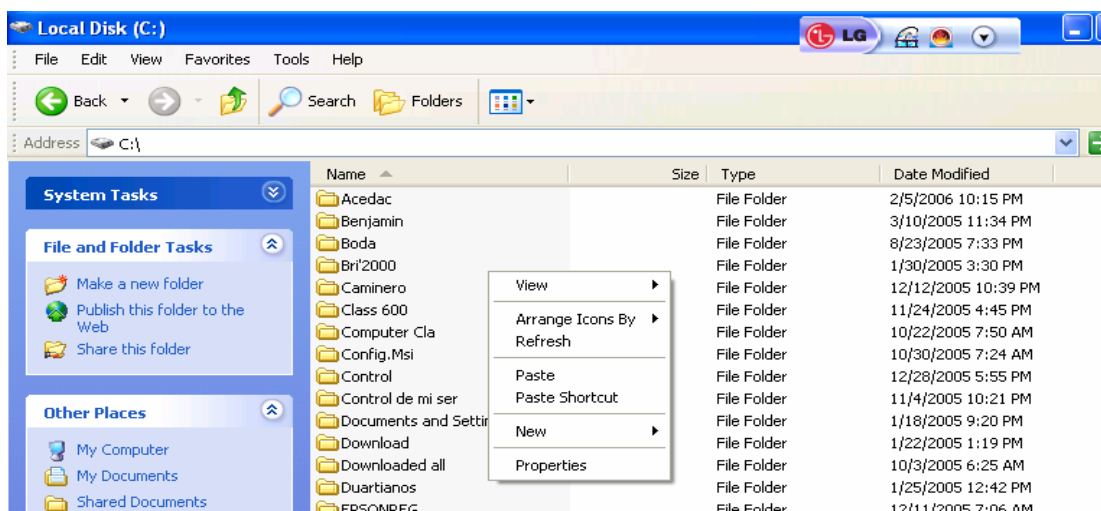 Local Disk (C:)
LG
File Edit View Favorites Tools Help
Back Search Folders
Address C:\
Name Size Type Date Modified
System Tasks
File and Folder Tasks
Make a new folder
Publish this folder to the
Web
Share this folder
Other Places
My Computer
My Documents
Shared Documents
Acedac File Folder 2/5/2006 10:15 PM
Benjamin File Folder 3/10/2005 11:34 PM
Boda File Folder 8/23/2005 7:33 PM
Bri'2000 File Folder 1/30/2005 3:30 PM
Caminero File Folder 12/12/2005 10:39 PM
Class 600 File Folder 11/24/2005 4:45 PM
Computer Cla File Folder 10/22/2005 7:50 AM
Config.Msi File Folder 10/30/2005 7:24 AM
Control File Folder 12/28/2005 5:55 PM
Control de mi ser File Folder 11/4/2005 10:21 PM
Documents and Settin File Folder 1/18/2005 9:20 PM
Download File Folder 1/22/2005 1:19 PM
Downloaded all File Folder 10/3/2005 6:25 AM
Duartianos File Folder 1/25/2005 12:42 PM
EPSONREG File Folder 12/11/2005 7:06 AM
View
Arrange Icons By
Refresh
Paste
Paste Shortcut
New
Properties